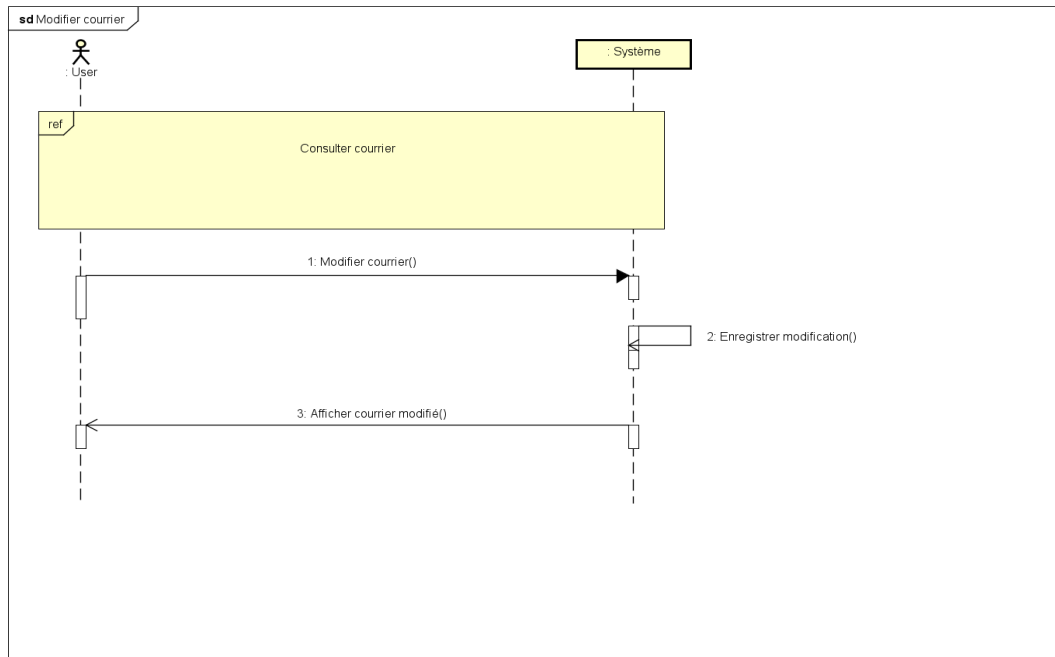 sd Modifier courrier
: User
: Système
ref
Consulter courrier
1: Modifier courrier()
2: Enregistrer modification()
3: Afficher courrier modifié()